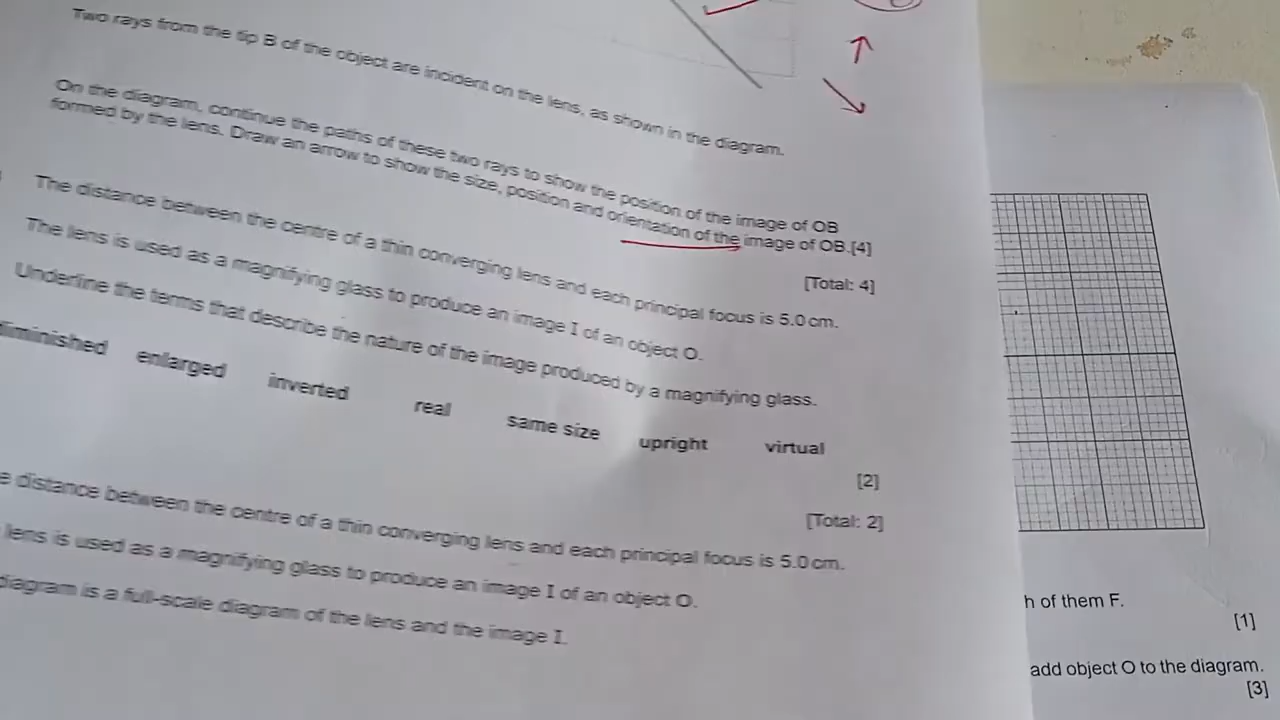 Two rays from the tip B of the object are incident on the lens, as shown in the diagram.
On the diagram, continue the paths of these two rays to show the position of the image of OB
formed by the lens. Draw an arrow to show the size, position and orientation of the image of OB.[4]
[Total: 4]
The distance between the centre of a thin converging lens and each principal focus is 5.0 cm.
The lens is used as a magnifying glass to produce an image I of an object O.
Underline the terms that describe the nature of the image produced by a magnifying glass.
diminished enlarged inverted real same size upright virtual
[2]
[Total: 2]
e distance between the centre of a thin converging lens and each principal focus is 5.0 cm.
lens is used as a magnifying glass to produce an image I of an object O.
diagram is a full-scale diagram of the lens and the image I.
h of them F.
[1]
add object O to the diagram.
[3]